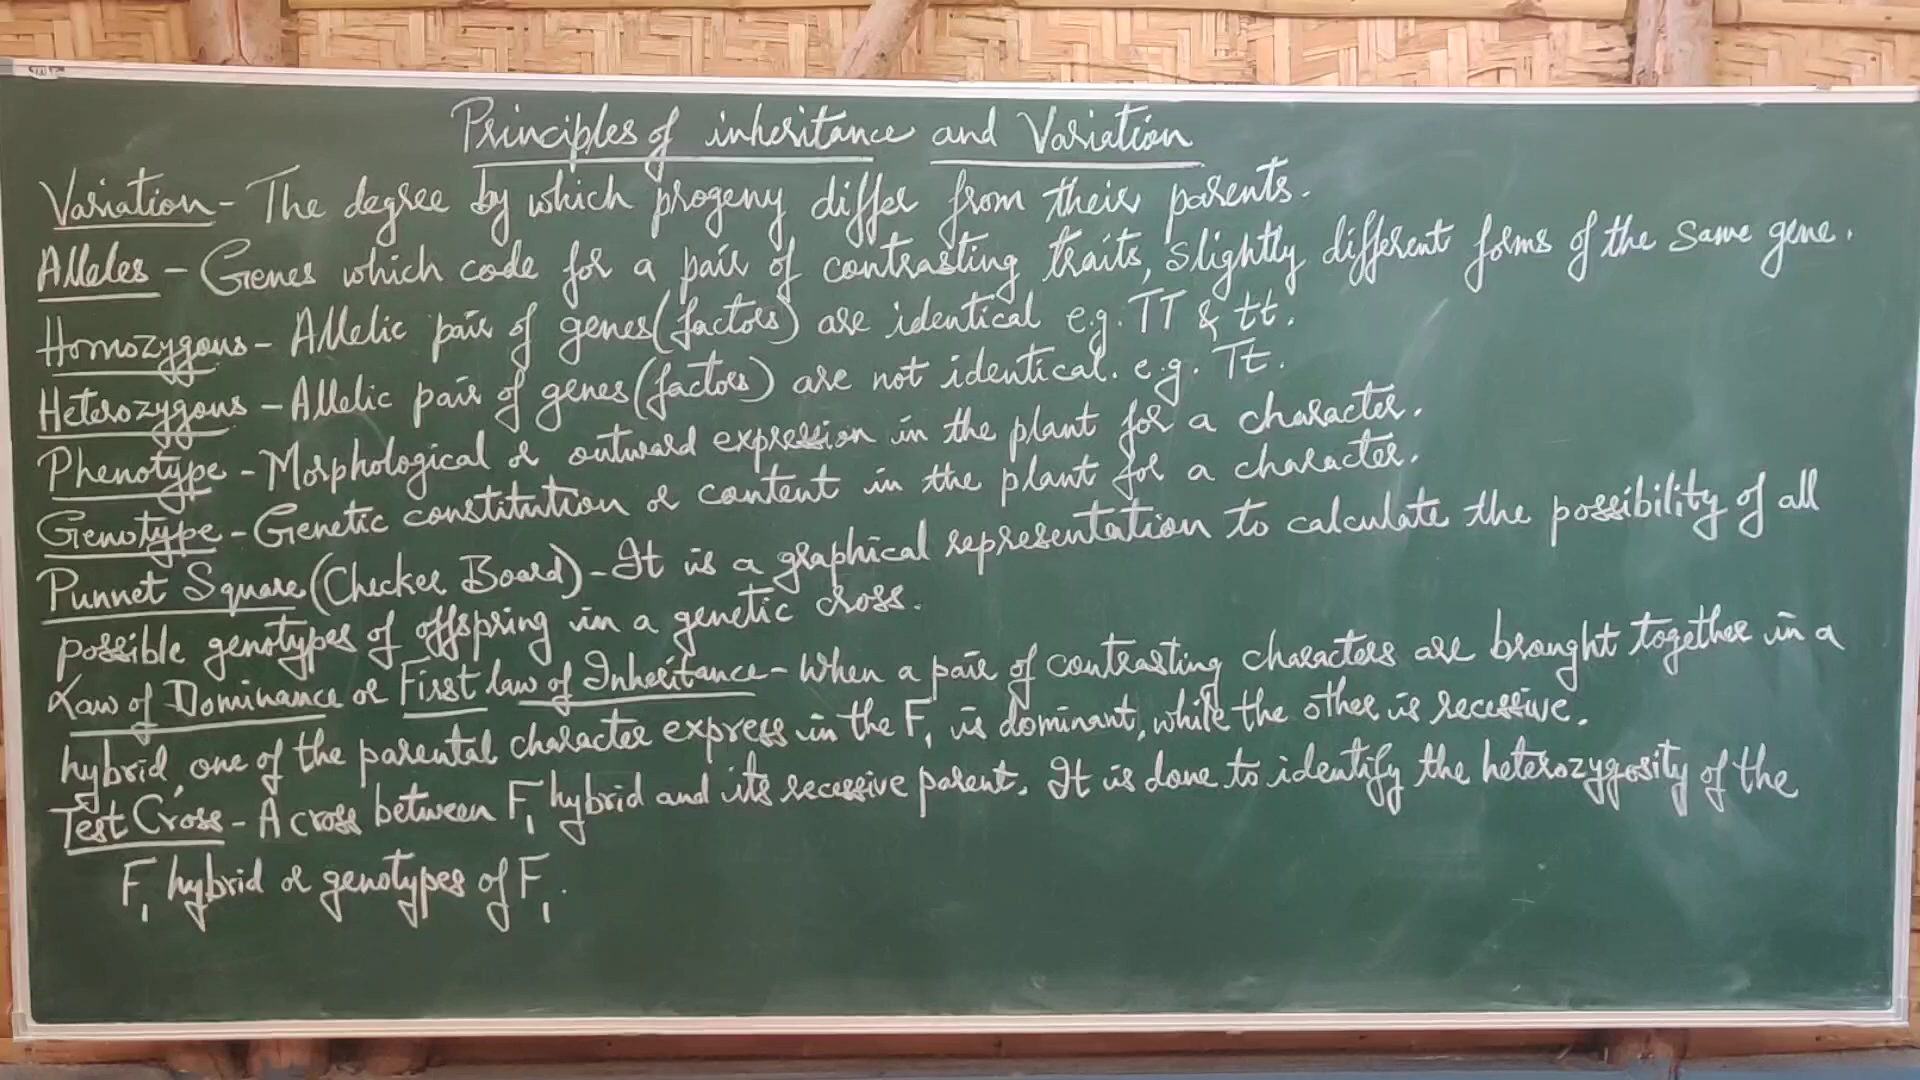 Principles of inheritance and Variation
Variation - The degree by which progeny differ from their parents.
Alleles - Genes which code for a pair of contrasting traits, slightly different forms of the same gene.
Homozygous - Allelic pair of genes (factors) are identical e.g. TT & tt.
Heterozygous - Allelic pair of genes (factors) are not identical. e.g. Tt.
Phenotype - Morphological or outward expression in the plant for a character.
Genotype - Genetic constitution or content in the plant for a character.
Punnet Square (Checker Board) - It is a graphical representation to calculate the possibility of all
possible genotypes of offspring in a genetic cross.
Law of Dominance or First law of Inheritance - When a pair of contrasting characters are brought together in a
hybrid, one of the parental character express in the F₁ is dominant, while the other is recessive.
Test Cross - A cross between F₁ hybrid and its recessive parent. It is done to identify the heterozygosity of the
F₁ hybrid or genotypes of F₁.